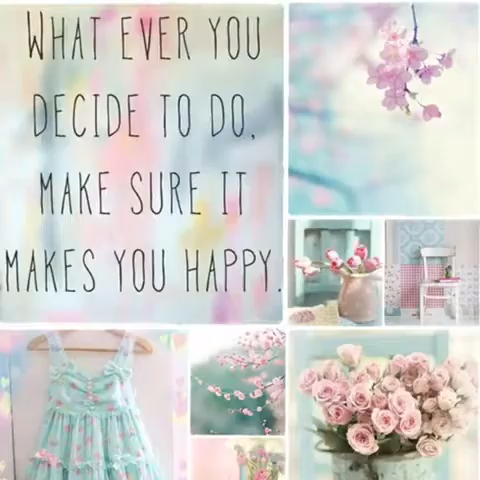 WHAT EVER YOU
DECIDE TO DO,
MAKE SURE IT
MAKES YOU HAPPY.